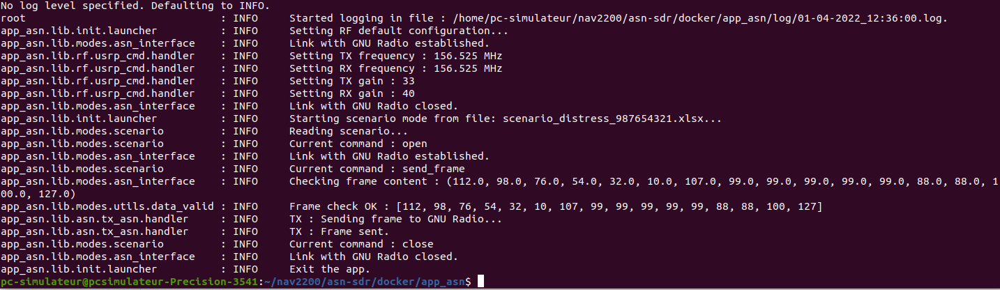 No log level specified. Defaulting to INFO.
root                                : INFO     Started logging in file : /home/pc-simulateur/nav2200/asn-sdr/docker/app_asn/log/01-04-2022_12:36:00.log.
app_asn.lib.init.launcher           : INFO     Setting RF default configuration...
app_asn.lib.modes.asn_interface     : INFO     Link with GNU Radio established.
app_asn.lib.rf.usrp_cmd.handler     : INFO     Setting TX frequency : 156.525 MHz
app_asn.lib.rf.usrp_cmd.handler     : INFO     Setting RX frequency : 156.525 MHz
app_asn.lib.rf.usrp_cmd.handler     : INFO     Setting TX gain : 33
app_asn.lib.rf.usrp_cmd.handler     : INFO     Setting RX gain : 40
app_asn.lib.modes.asn_interface     : INFO     Link with GNU Radio closed.
app_asn.lib.init.launcher           : INFO     Starting scenario mode from file: scenario_distress_987654321.xlsx...
app_asn.lib.modes.scenario          : INFO     Reading scenario...
app_asn.lib.modes.scenario          : INFO     Current command : open
app_asn.lib.modes.asn_interface     : INFO     Link with GNU Radio established.
app_asn.lib.modes.scenario          : INFO     Current command : send_frame
app_asn.lib.modes.asn_interface     : INFO     Checking frame content : (112.0, 98.0, 76.0, 54.0, 32.0, 10.0, 107.0, 99.0, 99.0, 99.0, 99.0, 99.0, 88.0, 88.0, 1
00.0, 127.0)
app_asn.lib.modes.utils.data_valid : INFO     Frame check OK : [112, 98, 76, 54, 32, 10, 107, 99, 99, 99, 99, 99, 88, 88, 100, 127]
app_asn.lib.asn.tx_asn.handler      : INFO     TX : Sending frame to GNU Radio...
app_asn.lib.asn.tx_asn.handler      : INFO     TX : Frame sent.
app_asn.lib.modes.scenario          : INFO     Current command : close
app_asn.lib.modes.asn_interface     : INFO     Link with GNU Radio closed.
app_asn.lib.init.launcher           : INFO     Exit the app.
pc-simulateur@pcsimulateur-Precision-3541:~/nav2200/asn-sdr/docker/app_asn$